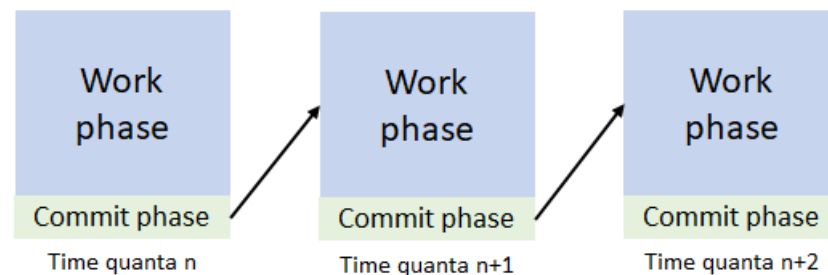 Work
phase
Commit phase
Time quanta n
Work
phase
Commit phase
Time quanta n+1
Work
phase
Commit phase
Time quanta n+2